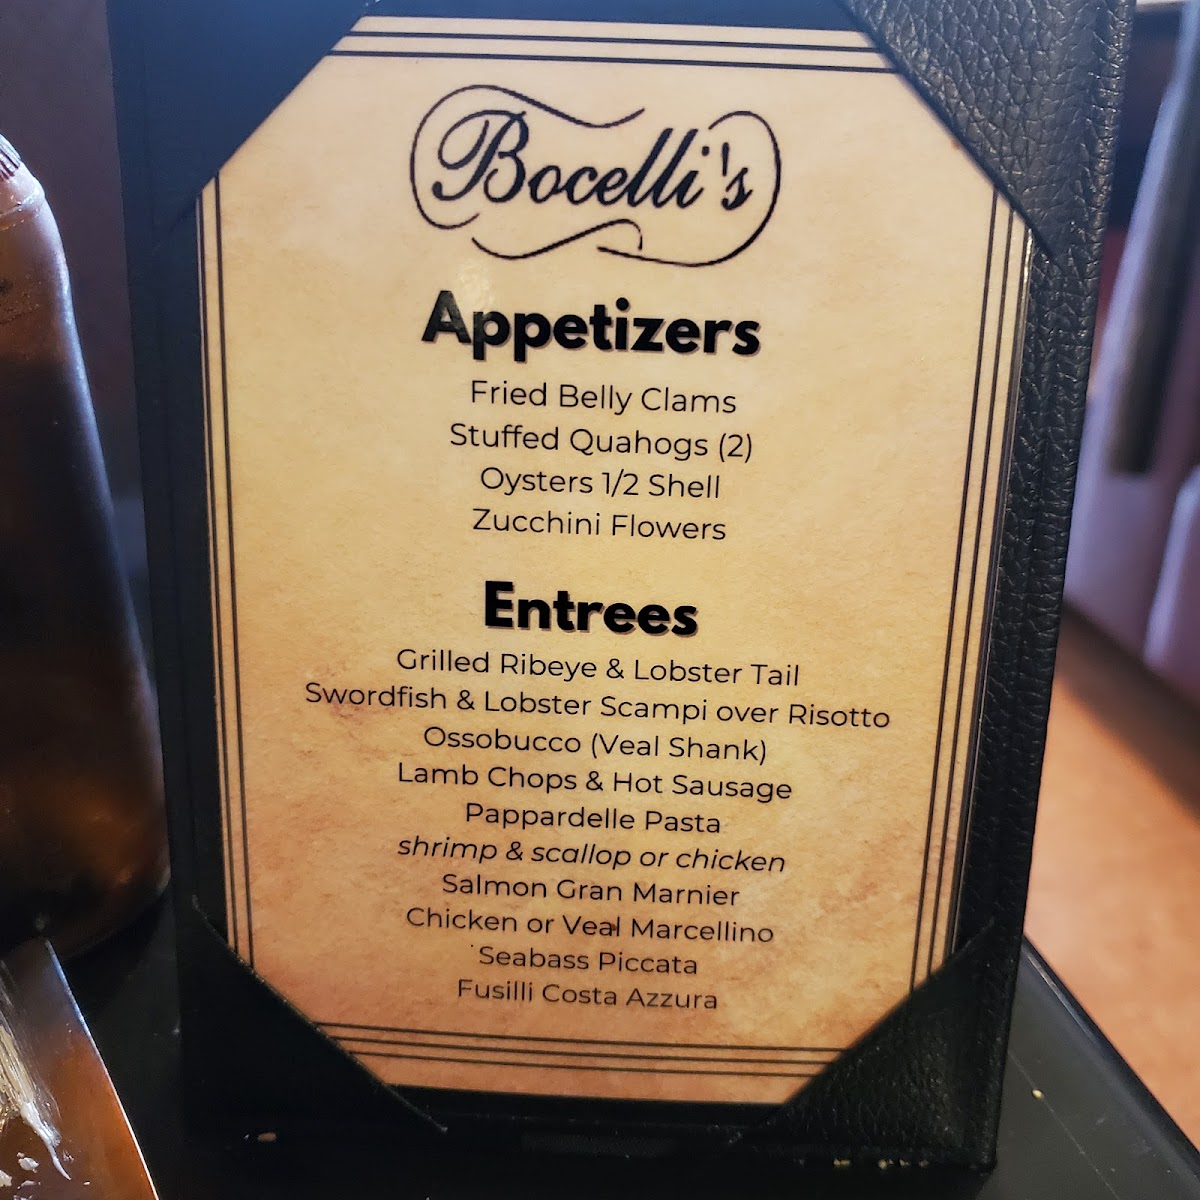 Bocelli's
Appetizers
Fried Belly Clams
Stuffed Quahogs (2)
Oysters 1/2 Shell
Zucchini Flowers
Entrees
Grilled Ribeye & Lobster Tail
Swordfish & Lobster Scampi over Risotto
Ossobucco (Veal Shank)
Lamb Chops & Hot Sausage
Pappardelle Pasta
shrimp & scallop or chicken
Salmon Gran Marnier
Chicken or Veal Marcellino
Seabass Piccata
Fusilli Costa Azzura